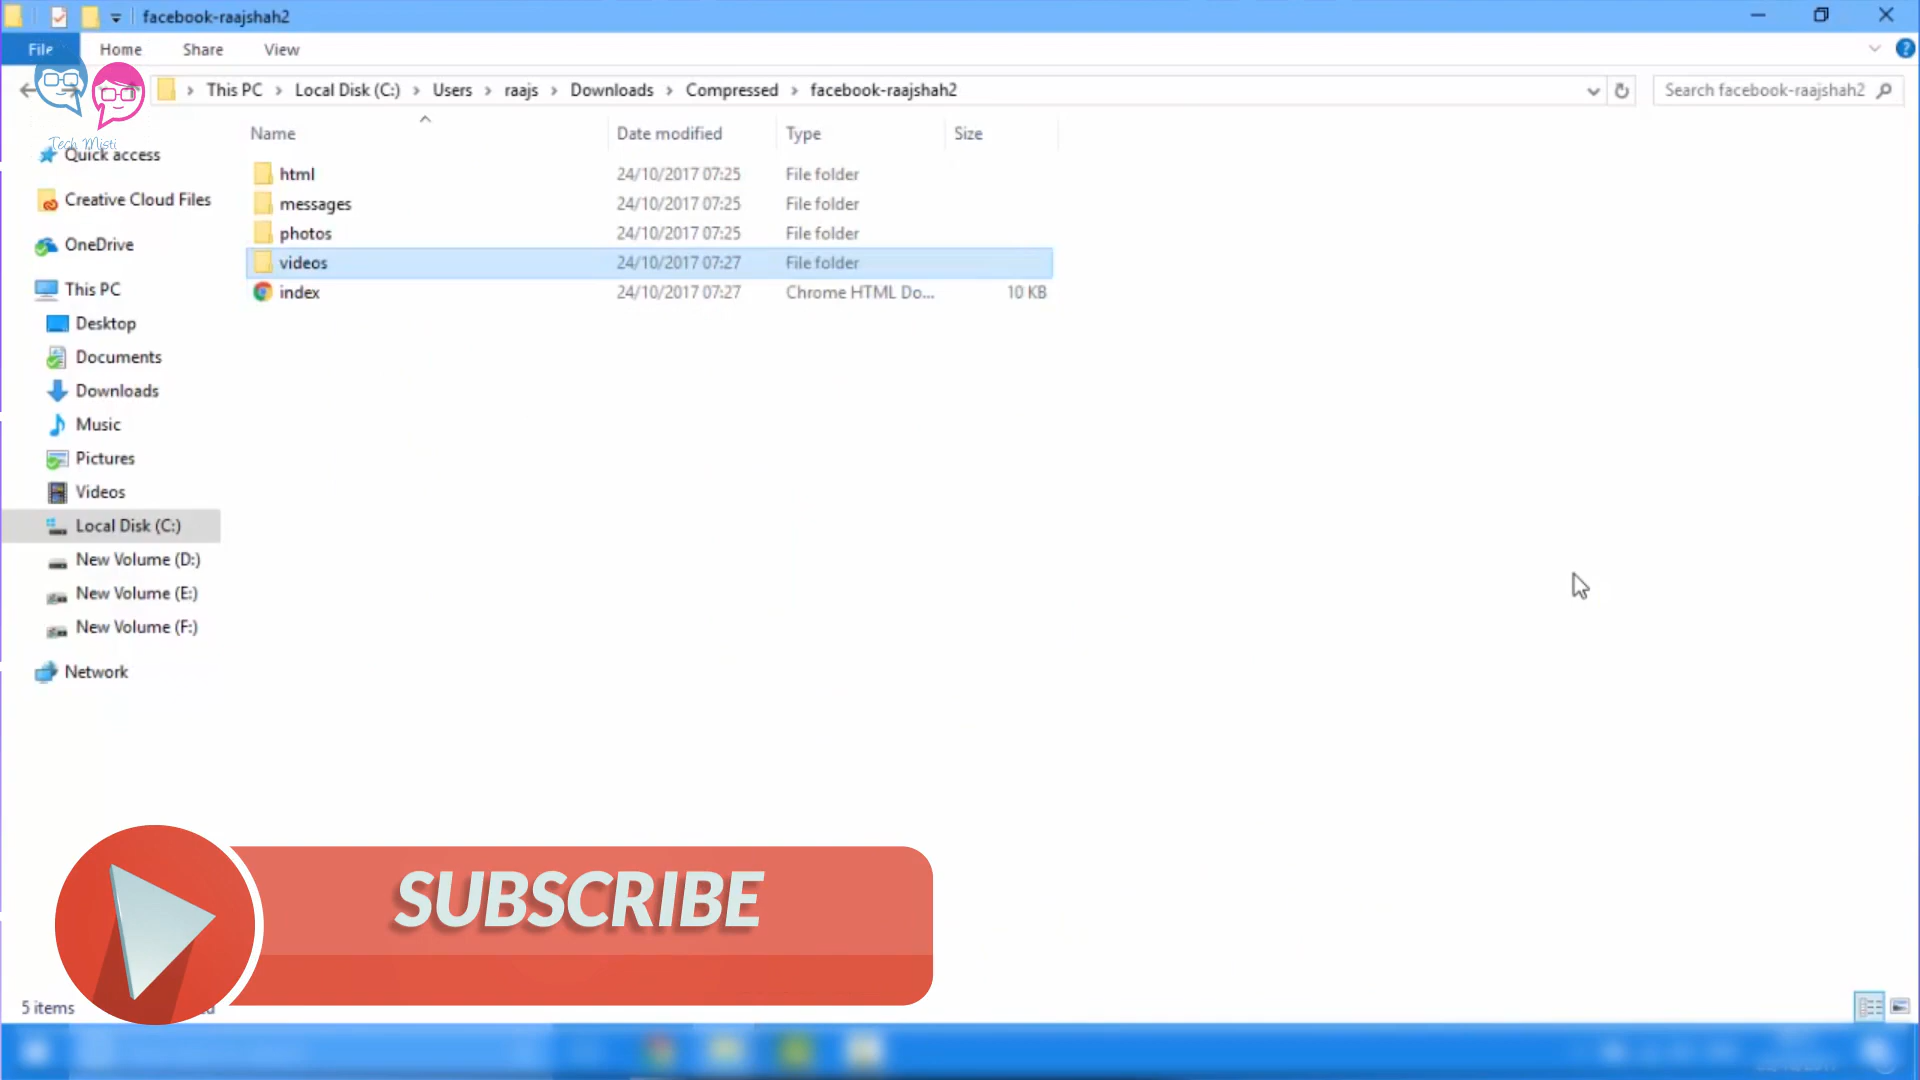 facebook-raajshah2
File Home Share View
This PC > Local Disk (C:) > Users > raajs > Downloads > Compressed > facebook-raajshah2
Search facebook-raajshah2
Tech Misti
Name Date modified Type Size
html 24/10/2017 07:25 File folder
messages 24/10/2017 07:25 File folder
photos 24/10/2017 07:25 File folder
videos 24/10/2017 07:27 File folder
index 24/10/2017 07:27 Chrome HTML Do... 10 KB
Quick access
Creative Cloud Files
OneDrive
This PC
Desktop
Documents
Downloads
Music
Pictures
Videos
Local Disk (C:)
New Volume (D:)
New Volume (E:)
New Volume (F:)
Network
SUBSCRIBE
5 items